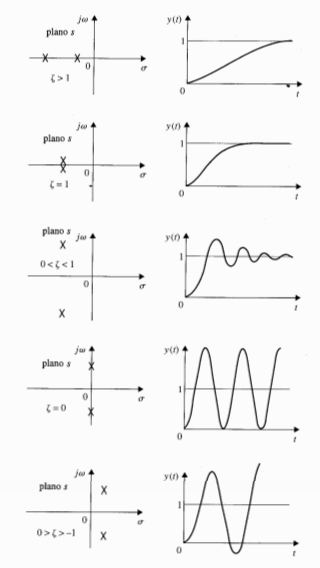 jω
plano s
0
σ
ζ > 1
y(t)
1
0
t
jω
plano s
0
σ
ζ = 1
y(t)
1
0
t
plano s
jω
0 < ζ < 1
0
σ
y(t)
1
0
t
jω
plano s
0
σ
ζ = 0
y(t)
1
0
t
jω
plano s
0
σ
0 > ζ > −1
y(t)
1
0
t